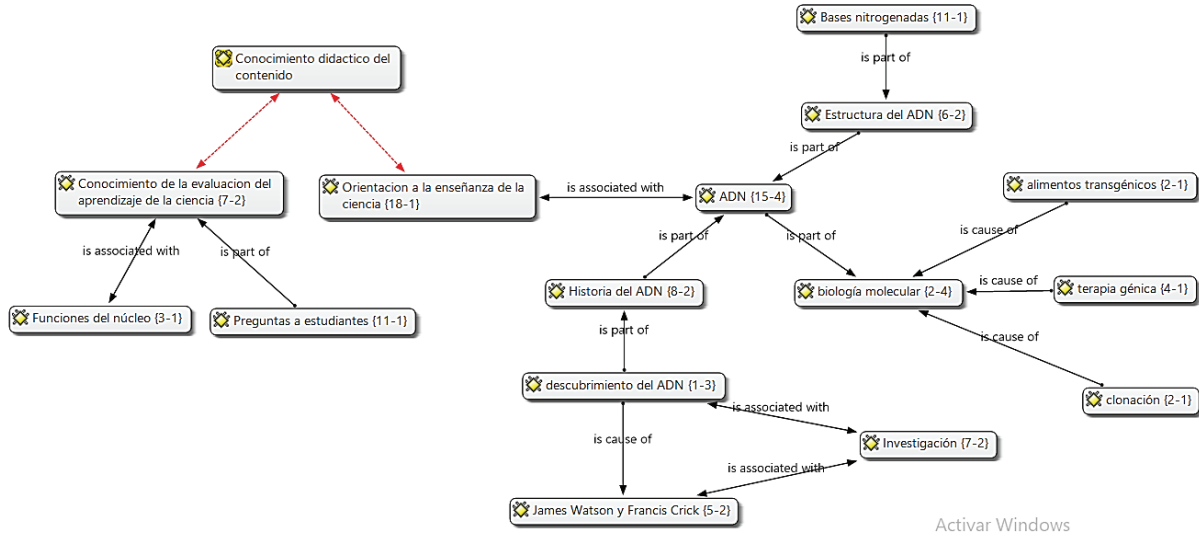 Bases nitrogenadas {11-1}
is part of
Conocimiento didactico del
contenido
Estructura del ADN {6-2}
is part of
Conocimiento de la evaluacion del
aprendizaje de la ciencia {7-2}
Orientacion a la enseñanza de la
ciencia {18-1}
is associated with
ADN {15-4}
alimentos transgénicos {2-1}
is associated with
is part of
is part of
is part of
is cause of
Historia del ADN {8-2}
biología molecular {2-4}
is cause of
terapia génica {4-1}
Funciones del núcleo {3-1}
Preguntas a estudiantes {11-1}
is part of
is cause of
descubrimiento del ADN {1-3}
clonación {2-1}
is associated with
is cause of
Investigación {7-2}
is associated with
James Watson y Francis Crick {5-2}
Activar Windows